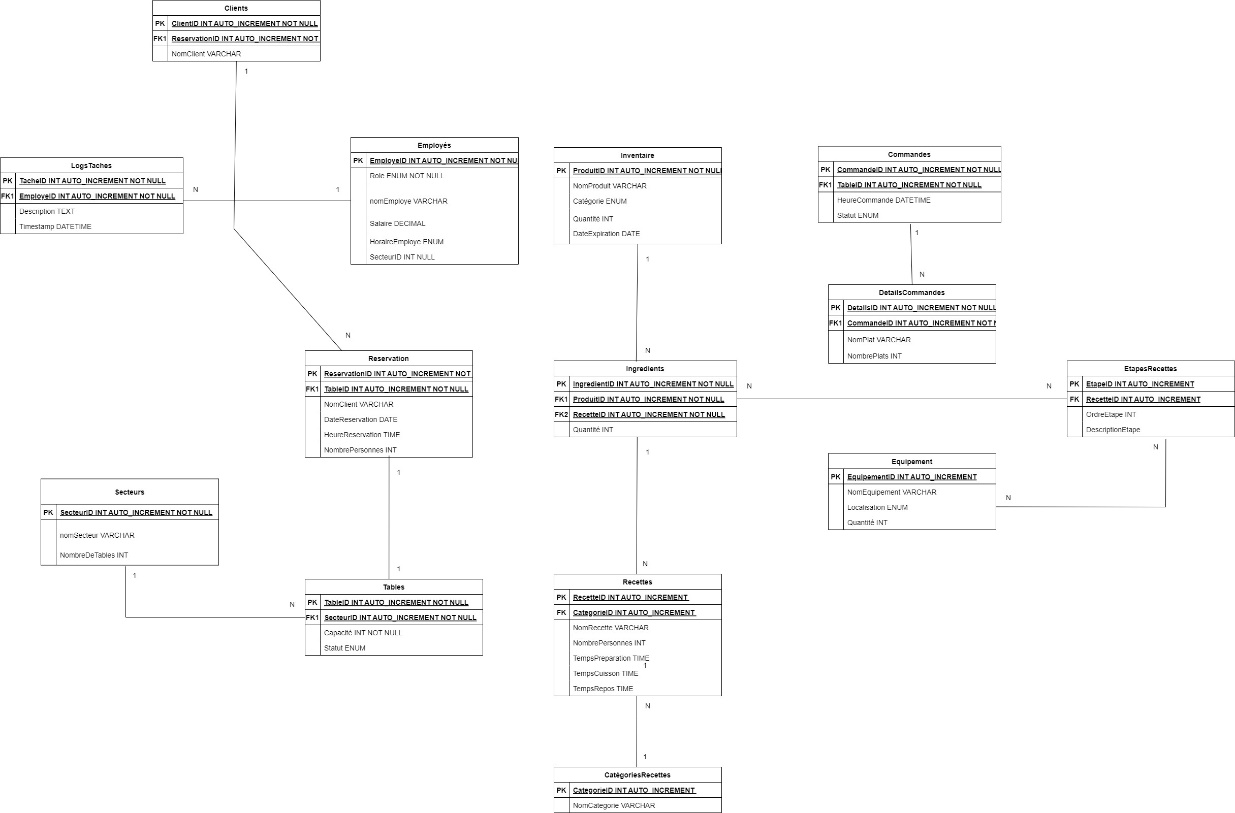 Clients
PK ClientID INT AUTO_INCREMENT NOT NULL
FK1 ReservationID INT AUTO_INCREMENT NOT
NomClient VARCHAR
1
LogsTaches
PK TacheID INT AUTO_INCREMENT NOT NULL
FK1 EmployeID INT AUTO_INCREMENT NOT NULL
Description TEXT
Timestamp DATETIME
N
1
Employés
PK EmployeID INT AUTO_INCREMENT NOT NU
Role ENUM NOT NULL
nomEmploye VARCHAR
Salaire DECIMAL
HoraireEmploye ENUM
SecteurID INT NULL
Inventaire
PK ProduitID INT AUTO_INCREMENT NOT NUL
NomProduit VARCHAR
Catégorie ENUM
Quantité INT
DateExpiration DATE
1
N
Commandes
PK CommandeID INT AUTO_INCREMENT NOT NUL
FK1 TableID INT AUTO_INCREMENT NOT NULL
HeureCommande DATETIME
Statut ENUM
1
N
DetailsCommandes
PK DetailsID INT AUTO_INCREMENT NOT NULL
FK1 CommandeID INT AUTO_INCREMENT NOT N
NomPlat VARCHAR
NombrePlats INT
N
Reservation
PK ReservationID INT AUTO_INCREMENT NOT
FK1 TableID INT AUTO_INCREMENT NOT NULL
NomClient VARCHAR
DateReservation DATE
HeureReservation TIME
NombrePersonnes INT
1
1
Ingredients
PK IngredientID INT AUTO_INCREMENT NOT NULL
FK1 ProduitID INT AUTO_INCREMENT NOT NULL
FK2 RecetteID INT AUTO_INCREMENT NOT NULL
Quantité INT
N
N
1
N
EtapesRecettes
PK EtapeID INT AUTO_INCREMENT
FK RecetteID INT AUTO_INCREMENT
OrdreEtape INT
DescriptionEtape
N
N
Equipement
PK EquipementID INT AUTO_INCREMENT
NomEquipement VARCHAR
Localisation ENUM
Quantité INT
Secteurs
PK SecteurID INT AUTO_INCREMENT NOT NULL
nomSecteur VARCHAR
NombreDeTables INT
1
N
Tables
PK TableID INT AUTO_INCREMENT NOT NULL
FK1 SecteurID INT AUTO_INCREMENT NOT NULL
Capacité INT NOT NULL
Statut ENUM
Recettes
PK RecetteID INT AUTO_INCREMENT
FK CategorieID INT AUTO_INCREMENT
NomRecette VARCHAR
NombrePersonnes INT
TempsPreparation TIME
1
TempsCuisson TIME
TempsRepos TIME
N
1
CatégoriesRecettes
PK CategorieID INT AUTO_INCREMENT
NomCategorie VARCHAR